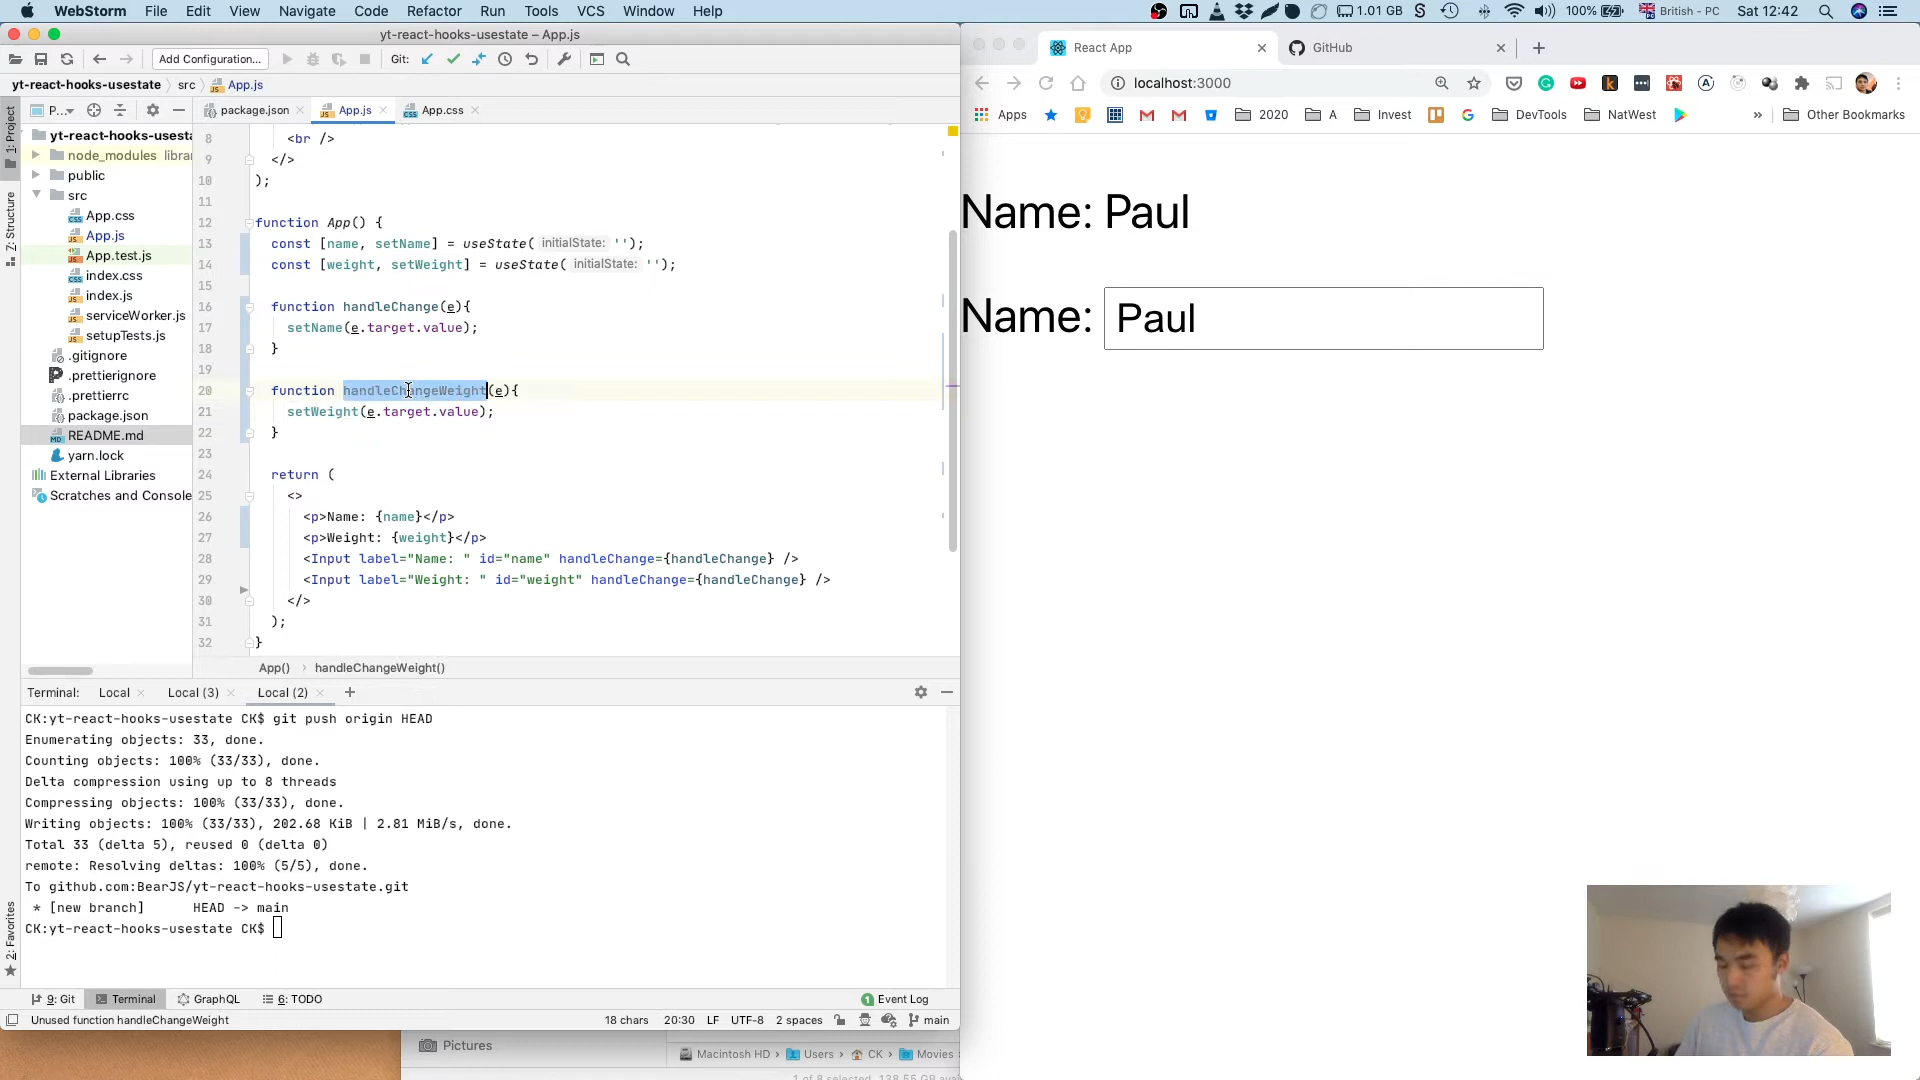 WebStorm File Edit View Navigate Code Refactor Run Tools VCS Window Help
1.01 GB 100% British - PC Sat 12:42
yt-react-hooks-usestate – App.js
Add Configuration... Git:
yt-react-hooks-usestate › src › App.js
P...
package.json App.js App.css
1: Project
Z: Structure
2: Favorites
yt-react-hooks-usesta
node_modules librar
public
src
App.css
App.js
App.test.js
index.css
index.js
serviceWorker.js
setupTests.js
.gitignore
.prettierignore
.prettierrc
package.json
README.md
yarn.lock
External Libraries
Scratches and Console
8 <br />
9 </>
10 );
11
12 function App() {
13 const [name, setName] = useState( initialState: '');
14 const [weight, setWeight] = useState( initialState: '');
15
16 function handleChange(e){
17 setName(e.target.value);
18 }
19
20 function handleChangeWeight(e){
21 setWeight(e.target.value);
22 }
23
24 return (
25 <>
26 <p>Name: {name}</p>
27 <p>Weight: {weight}</p>
28 <Input label="Name: " id="name" handleChange={handleChange} />
29 <Input label="Weight: " id="weight" handleChange={handleChange} />
30 </>
31 );
32 }
App() › handleChangeWeight()
Terminal: Local Local (3) Local (2)
CK:yt-react-hooks-usestate CK$ git push origin HEAD
Enumerating objects: 33, done.
Counting objects: 100% (33/33), done.
Delta compression using up to 8 threads
Compressing objects: 100% (33/33), done.
Writing objects: 100% (33/33), 202.68 KiB | 2.81 MiB/s, done.
Total 33 (delta 5), reused 0 (delta 0)
remote: Resolving deltas: 100% (5/5), done.
To github.com:BearJS/yt-react-hooks-usestate.git
* [new branch] HEAD -> main
CK:yt-react-hooks-usestate CK$
9: Git Terminal GraphQL 6: TODO 1 Event Log
Unused function handleChangeWeight 18 chars 20:30 LF UTF-8 2 spaces main
Pictures
Macintosh HD › Users › CK › Movies
React App GitHub
localhost:3000
Apps 2020 A Invest DevTools NatWest » Other Bookmarks
Name: Paul
Name: Paul